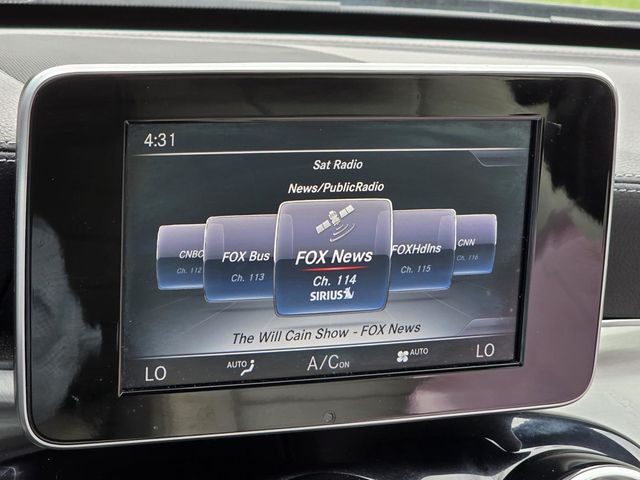 4:31
Sat Radio
News/PublicRadio
CNBC
Ch. 112
FOX Bus
Ch. 113
FOX News
Ch. 114
SIRIUS
FOXHdlns
Ch. 115
CNN
Ch. 116
The Will Cain Show - FOX News
LO
AUTO
A/C ON
AUTO
LO